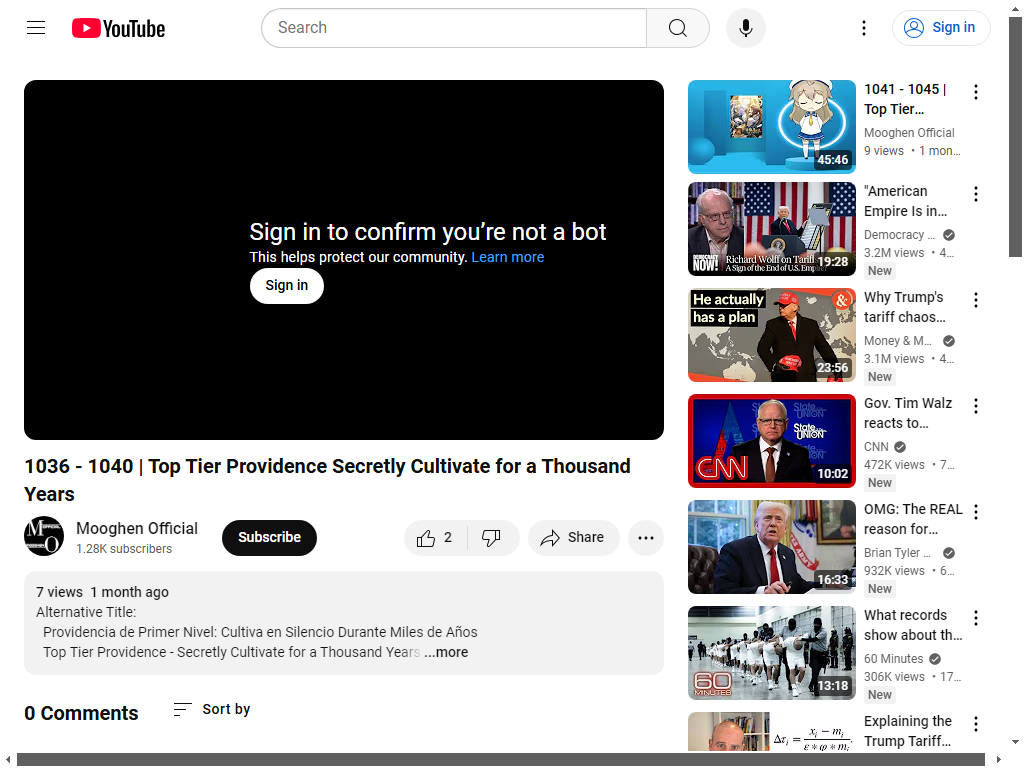 YouTube
Search
Sign in
Sign in to confirm you’re not a bot
This helps protect our community. Learn more
Sign in
1036 - 1040 | Top Tier Providence Secretly Cultivate for a Thousand
Years
Mooghen Official
1.28K subscribers
Subscribe
2
Share
7 views 1 month ago
Alternative Title:
Providencia de Primer Nivel: Cultiva en Silencio Durante Miles de Años
Top Tier Providence - Secretly Cultivate for a Thousand Years ...more
0 Comments
Sort by
45:46
1041 - 1045 |
Top Tier…
Mooghen Official
9 views • 1 mon…
DEMOCRACY
NOW!
Richard Wolff on Tariff
A Sign of the End of U.S. Empire?
19:28
"American
Empire Is in…
Democracy …
3.2M views • 4…
New
He actually
has a plan
&
23:56
Why Trump's
tariff chaos…
Money & M…
3.1M views • 4…
New
State of the
UNION
CNN
10:02
Gov. Tim Walz
reacts to…
CNN
472K views • 7…
New
16:33
OMG: The REAL
reason for…
Brian Tyler …
932K views • 6…
New
60
MINUTES
13:18
What records
show about th…
60 Minutes
306K views • 17…
New
Explaining the
Trump Tariff…